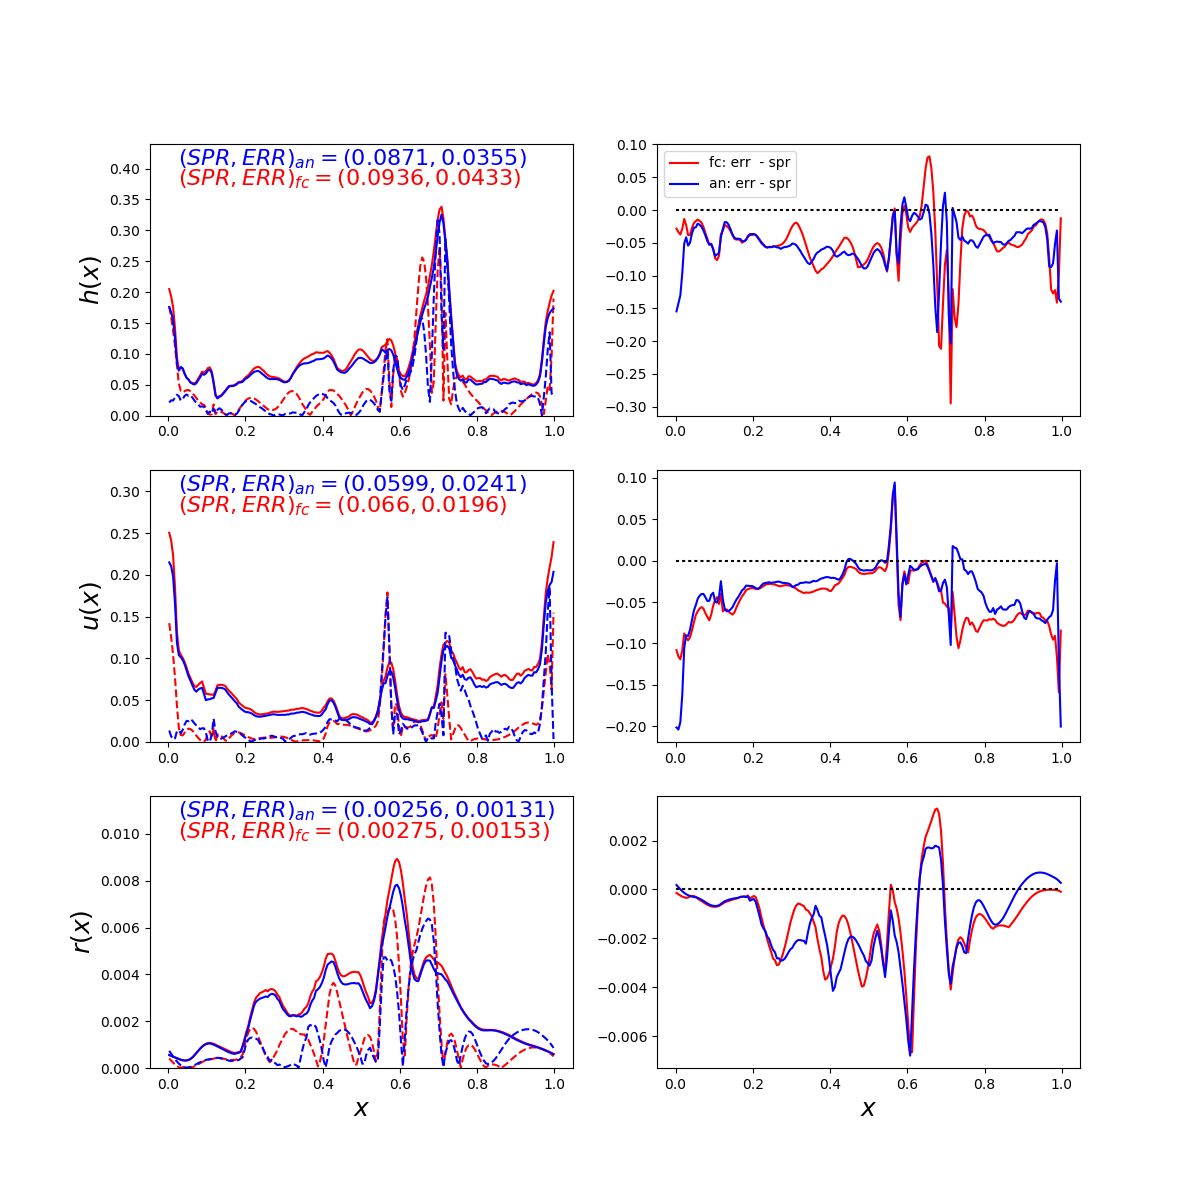 (SPR, ERR)an = (0.0871, 0.0355)
(SPR, ERR)fc = (0.0936, 0.0433)
h(x)
0.40
0.35
0.30
0.25
0.20
0.15
0.10
0.05
0.00
0.0 0.2 0.4 0.6 0.8 1.0
fc: err - spr
an: err - spr
0.10
0.05
0.00
−0.05
−0.10
−0.15
−0.20
−0.25
−0.30
0.0 0.2 0.4 0.6 0.8 1.0
(SPR, ERR)an = (0.0599, 0.0241)
(SPR, ERR)fc = (0.066, 0.0196)
u(x)
0.30
0.25
0.20
0.15
0.10
0.05
0.00
0.0 0.2 0.4 0.6 0.8 1.0
0.10
0.05
0.00
−0.05
−0.10
−0.15
−0.20
0.0 0.2 0.4 0.6 0.8 1.0
(SPR, ERR)an = (0.00256, 0.00131)
(SPR, ERR)fc = (0.00275, 0.00153)
r(x)
0.010
0.008
0.006
0.004
0.002
0.000
0.0 0.2 0.4 0.6 0.8 1.0
x
0.002
0.000
−0.002
−0.004
−0.006
0.0 0.2 0.4 0.6 0.8 1.0
x